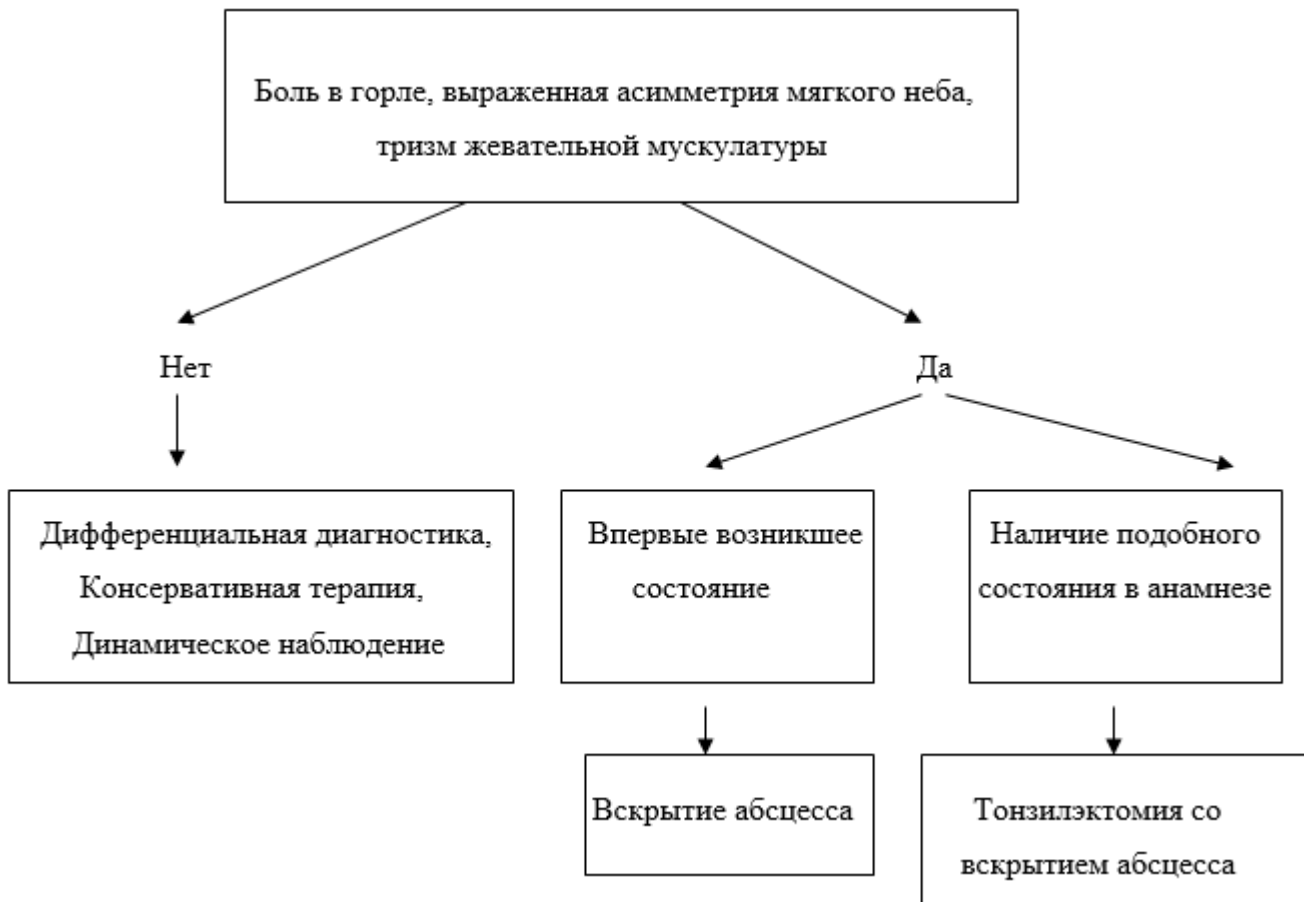 Боль в горле, выраженная асимметрия мягкого неба,
тризм жевательной мускулатуры
Нет
Да
Дифференциальная диагностика,
Консервативная терапия,
Динамическое наблюдение
Впервые возникшее
состояние
Наличие подобного
состояния в анамнезе
Вскрытие абсцесса
Тонзилэктомия со
вскрытием абсцесса